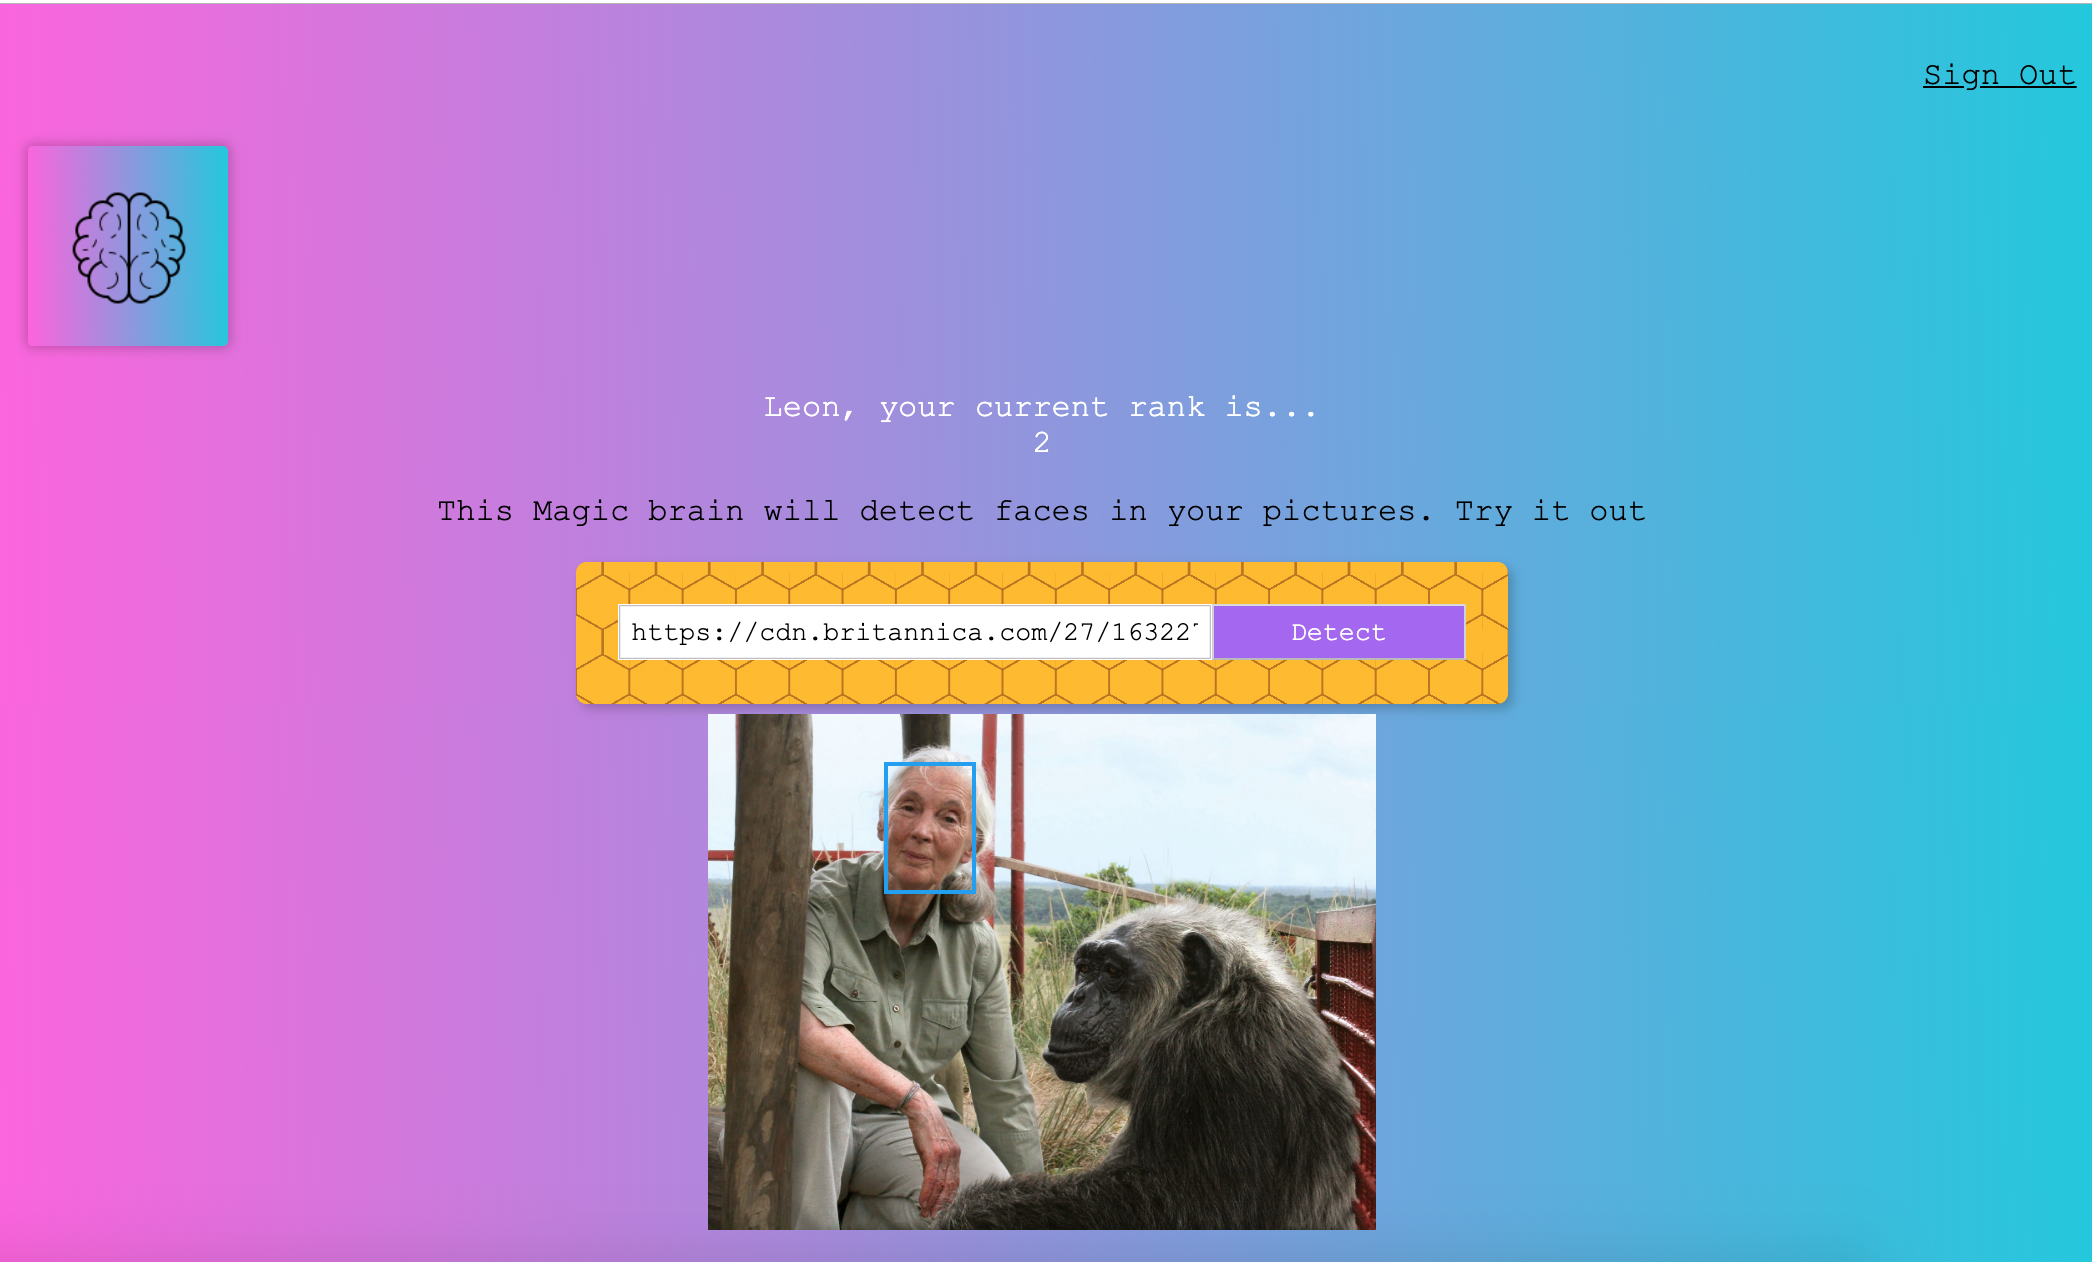 Sign Out
Leon, your current rank is...
2
This Magic brain will detect faces in your pictures. Try it out
https://cdn.britannica.com/27/16322
Detect